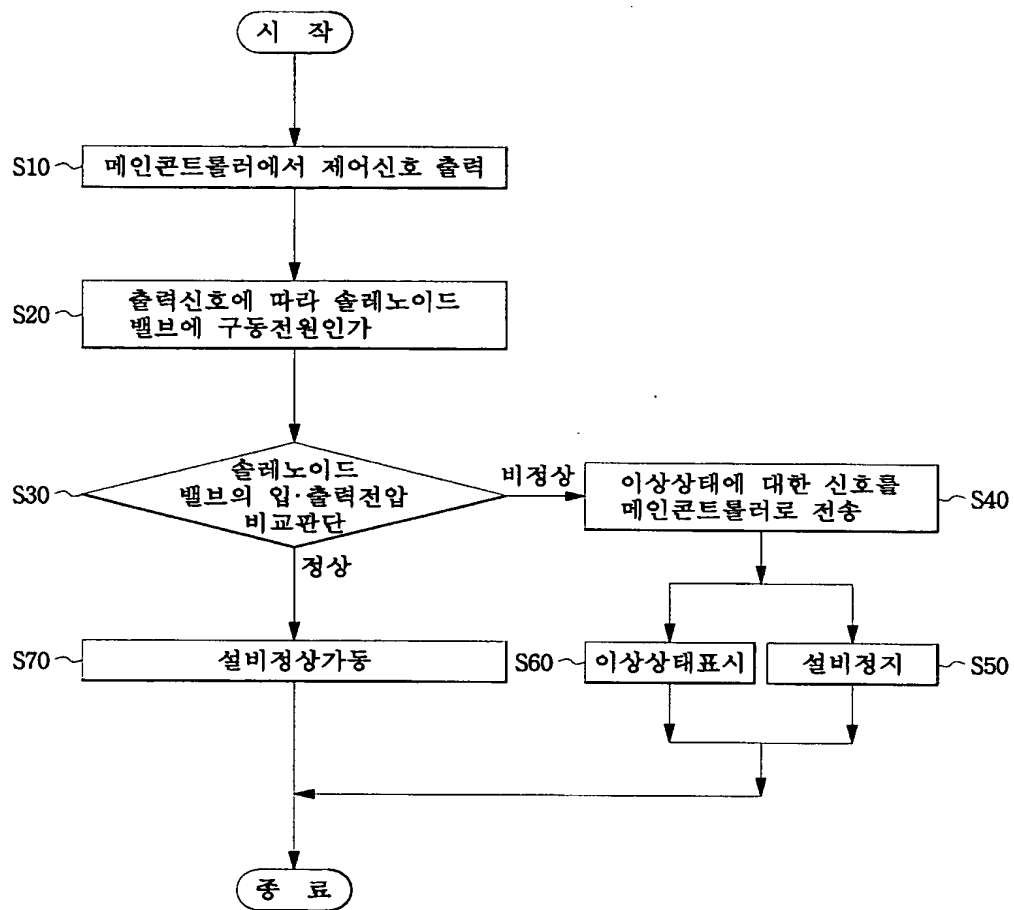 시 작
S10
메인콘트롤러에서 제어신호 출력
S20
출력신호에 따라 솔레노이드
밸브에 구동전원인가
S30
솔레노이드
밸브의 입·출력전압
비교판단
비정상
이상상태에 대한 신호를
메인콘트롤러로 전송
S40
정상
S70
설비정상가동
S60
이상상태표시
설비정지
S50
종 료